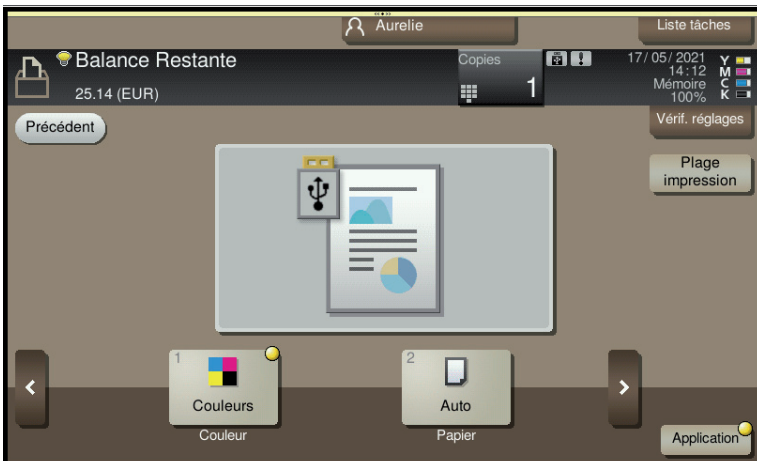 Aurelie
Liste tâches
Balance Restante
25.14 (EUR)
Copies
1
17/05/2021
14:12
Mémoire
100%
Y
M
C
K
Précédent
Vérif. réglages
Plage
impression
1
Couleurs
Couleur
2
Auto
Papier
Application